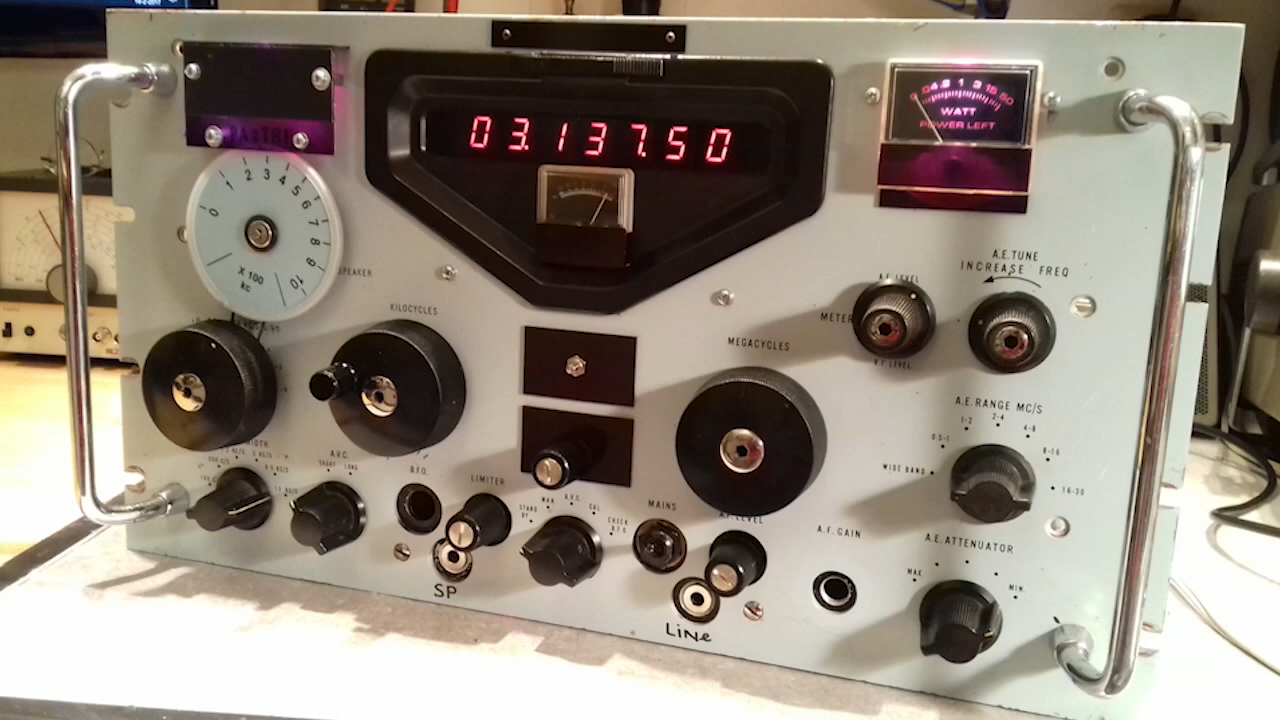 03.137.50
0 04 .2 1 3 15 50
WATT
POWER LEFT
0 1 2 3 4 5 6 7 8 9 10
X 100
kc
SPEAKER
KILOCYCLES
MEGACYCLES
A.F. LEVEL
METER
R.F. LEVEL
A.E. TUNE
INCREASE FREQ
A.E. RANGE MC/S
WIDE BAND
0·5-1
1-2
2-4
4-8
8-16
16-30
A.V.C.
SHORT LONG
B.F.O.
LIMITER
STAND BY
MAN.
A.V.C.
CAL.
CHECK B.F.O.
MAINS
A.F. LEVEL
A.F. GAIN
A.E. ATTENUATOR
MAX
MIN.
SP
LiNe